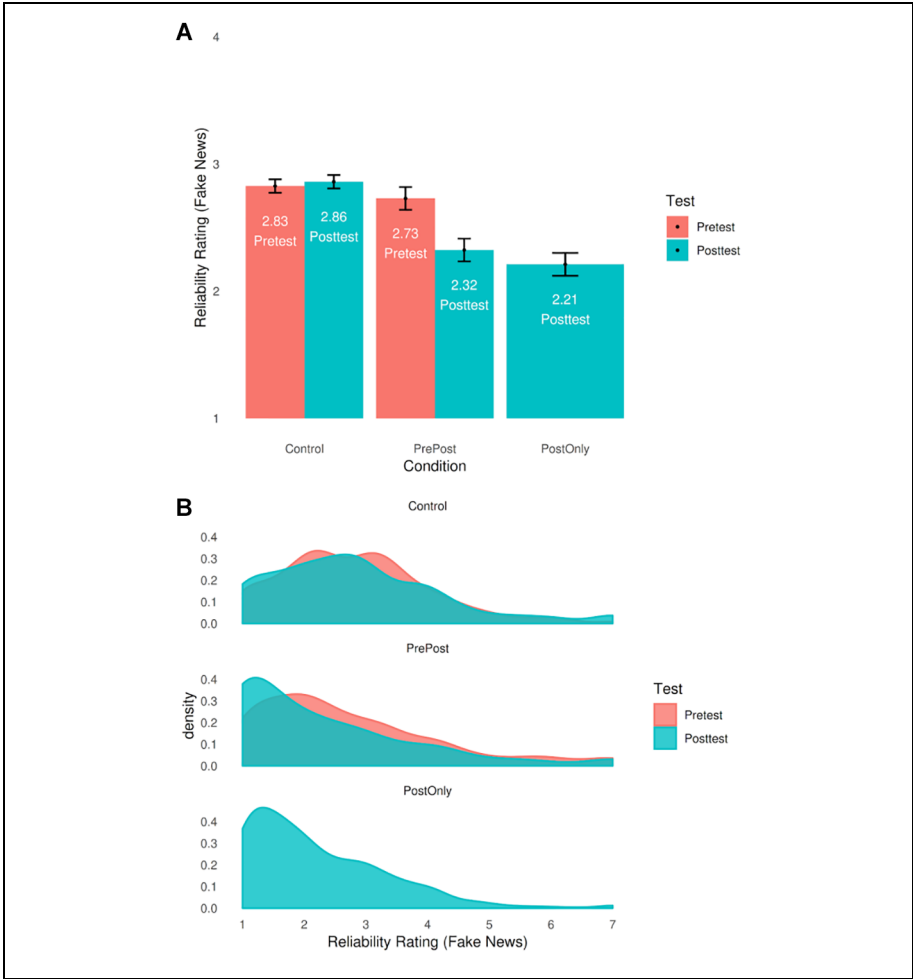 A
4
3
2
1
Reliability Rating (Fake News)
2.83
Pretest
2.86
Posttest
2.73
Pretest
2.32
Posttest
2.21
Posttest
Control
PrePost
PostOnly
Condition
Test
Pretest
Posttest
B
Control
0.4
0.3
0.2
0.1
0.0
PrePost
density
0.4
0.3
0.2
0.1
0.0
PostOnly
0.4
0.3
0.2
0.1
0.0
1 2 3 4 5 6 7
Reliability Rating (Fake News)
Test
Pretest
Posttest